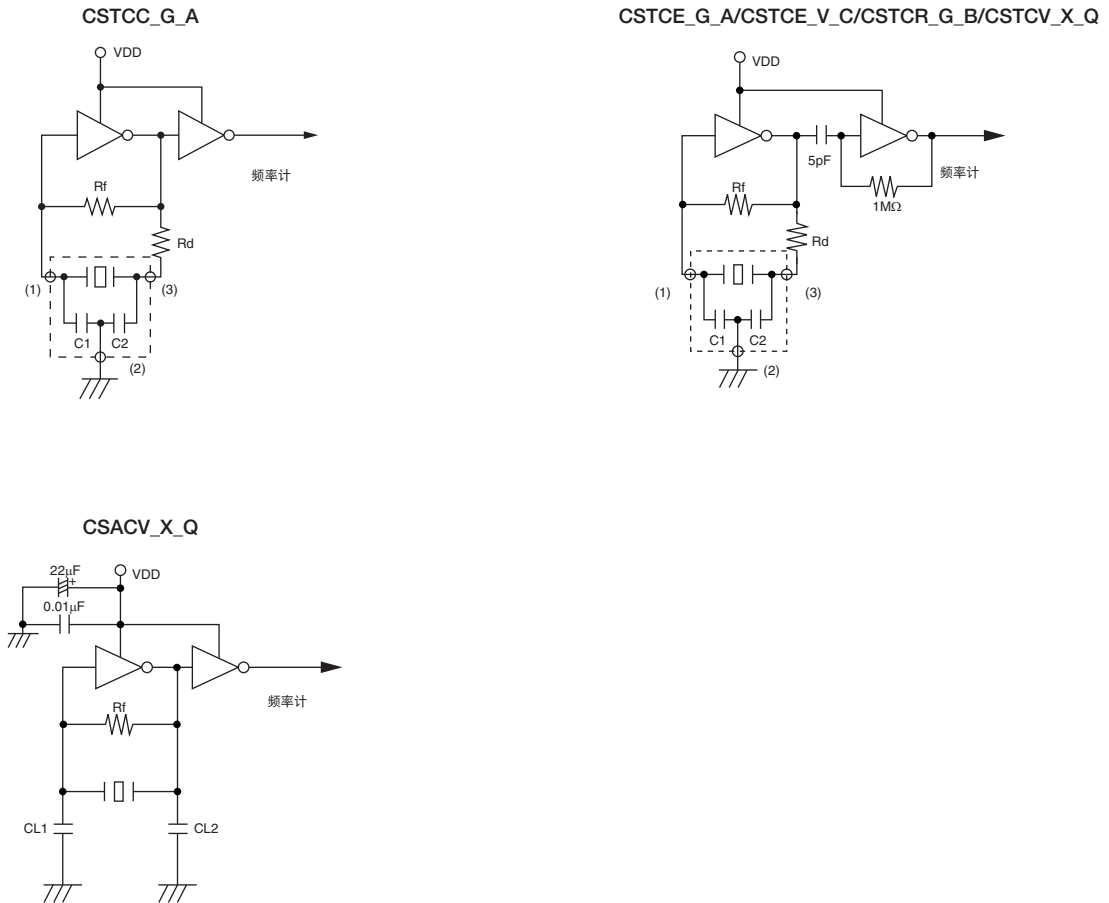 CSTCC_G_A
VDD
频率计
Rf
Rd
(1)
(3)
C1
C2
(2)
CSTCE_G_A/CSTCE_V_C/CSTCR_G_B/CSTCV_X_Q
VDD
5pF
频率计
1MΩ
Rf
Rd
(1)
(3)
C1
C2
(2)
CSACV_X_Q
22μF
+
VDD
0.01μF
频率计
Rf
CL1
CL2